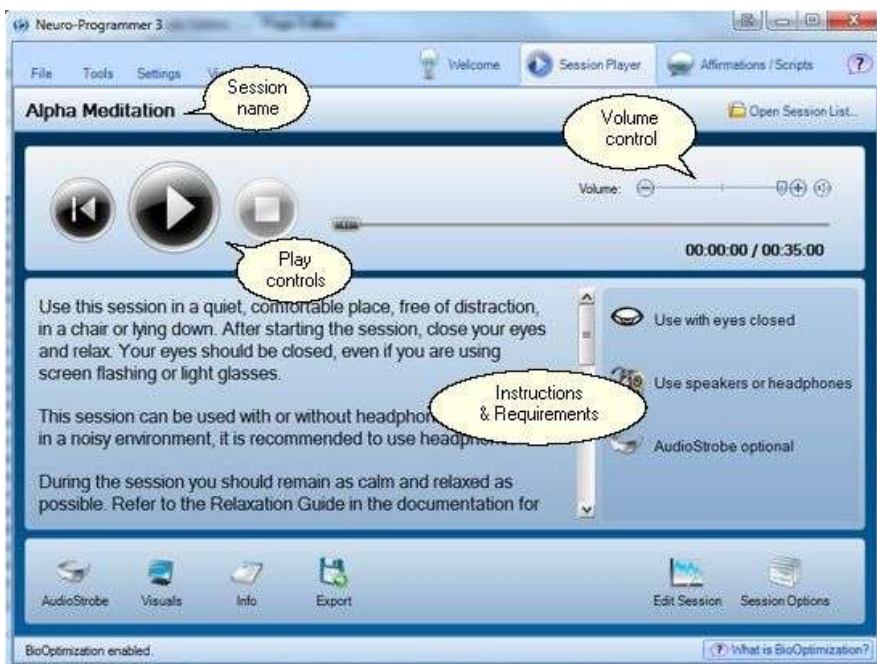 Neuro-Programmer 3
File Tools Settings
Welcome
Session Player
Affirmations / Scripts
Session
name
Alpha Meditation
Open Session List...
Volume
control
Volume:
Play
controls
00:00:00 / 00:35:00
Use this session in a quiet, comfortable place, free of distraction,
in a chair or lying down. After starting the session, close your eyes
and relax. Your eyes should be closed, even if you are using
screen flashing or light glasses.
This session can be used with or without
in a noisy environment, it is recommended to use
During the session you should remain as calm and relaxed as
possible. Refer to the Relaxation Guide in the documentation for
Use with eyes closed
Use speakers or headphones
AudioStrobe optional
Instructions
& Requirements
AudioStrobe
Visuals
Info
Export
Edit Session
Session Options
BioOptimization enabled.
What is BioOptimization?